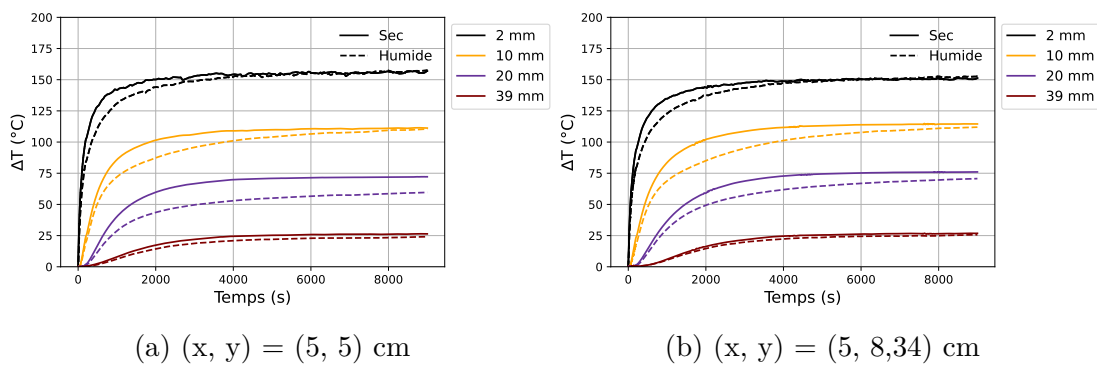 200
175
150
125
100
75
50
25
0
ΔT (°C)
0 2000 4000 6000 8000
Temps (s)
Sec
Humide
2 mm
10 mm
20 mm
39 mm
(a) (x, y) = (5, 5) cm
200
175
150
125
100
75
50
25
0
ΔT (°C)
0 2000 4000 6000 8000
Temps (s)
Sec
Humide
2 mm
10 mm
20 mm
39 mm
(b) (x, y) = (5, 8,34) cm